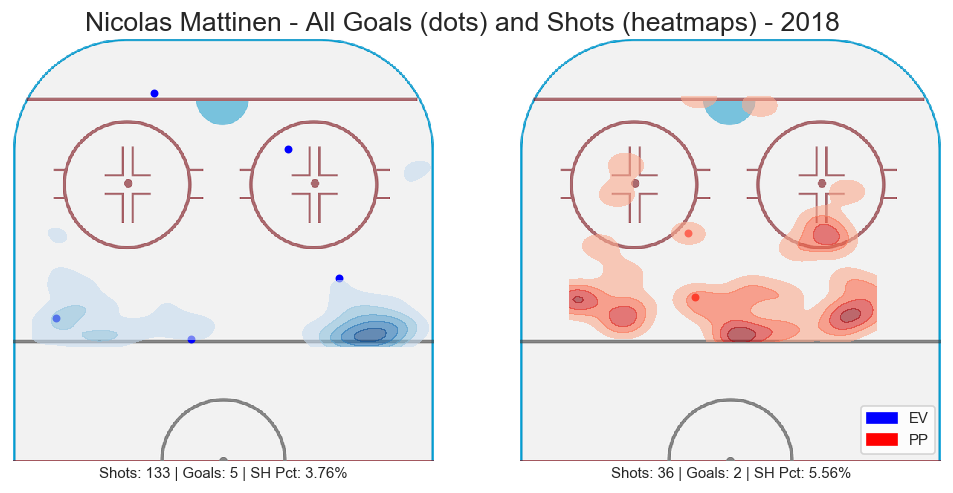 Nicolas Mattinen - All Goals (dots) and Shots (heatmaps) - 2018
EV
PP
Shots: 133 | Goals: 5 | SH Pct: 3.76%
Shots: 36 | Goals: 2 | SH Pct: 5.56%